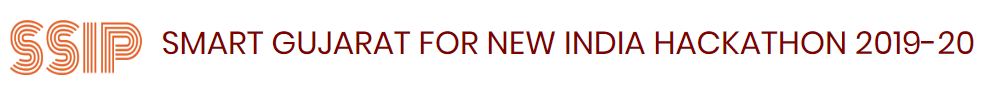 SSIP SMART GUJARAT FOR NEW INDIA HACKATHON 2019-20